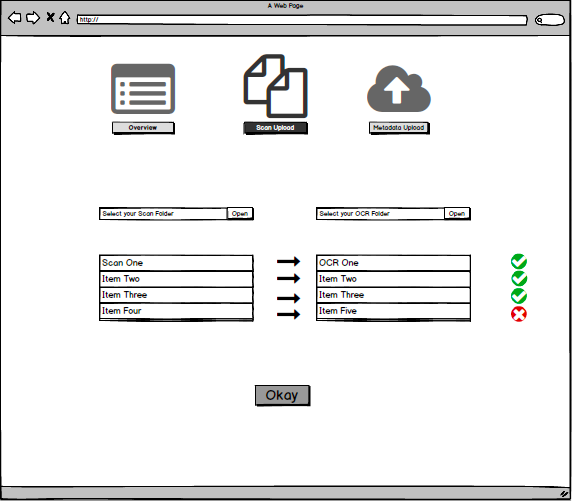 A Web Page
http://
Overview
Scan Upload
Metadata Upload
Select your Scan Folder
Open
Select your OCR Folder
Open
Scan One
OCR One
Item Two
Item Two
Item Three
Item Three
Item Four
Item Five
Okay